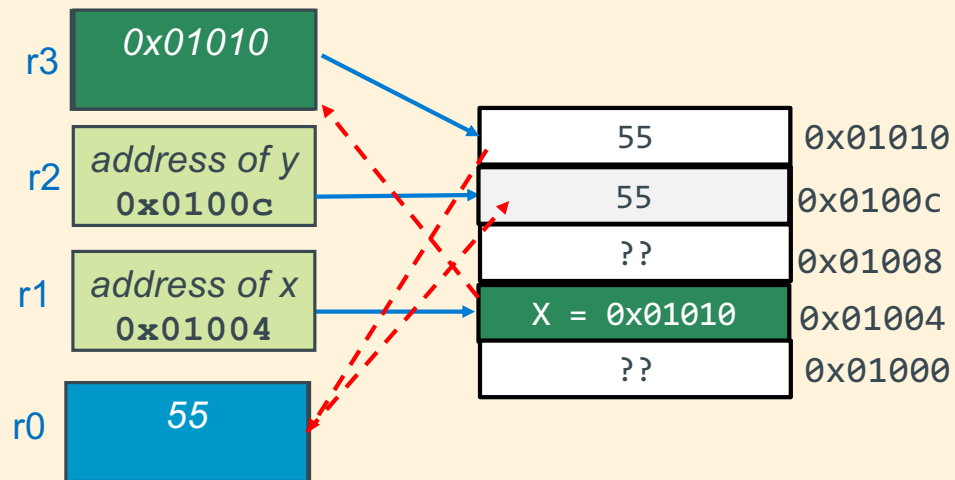 r3
0x01010
r2
address of y
0x0100c
r1
address of x
0x01004
r0
55
55
0x01010
55
0x0100c
??
0x01008
X = 0x01010
0x01004
??
0x01000